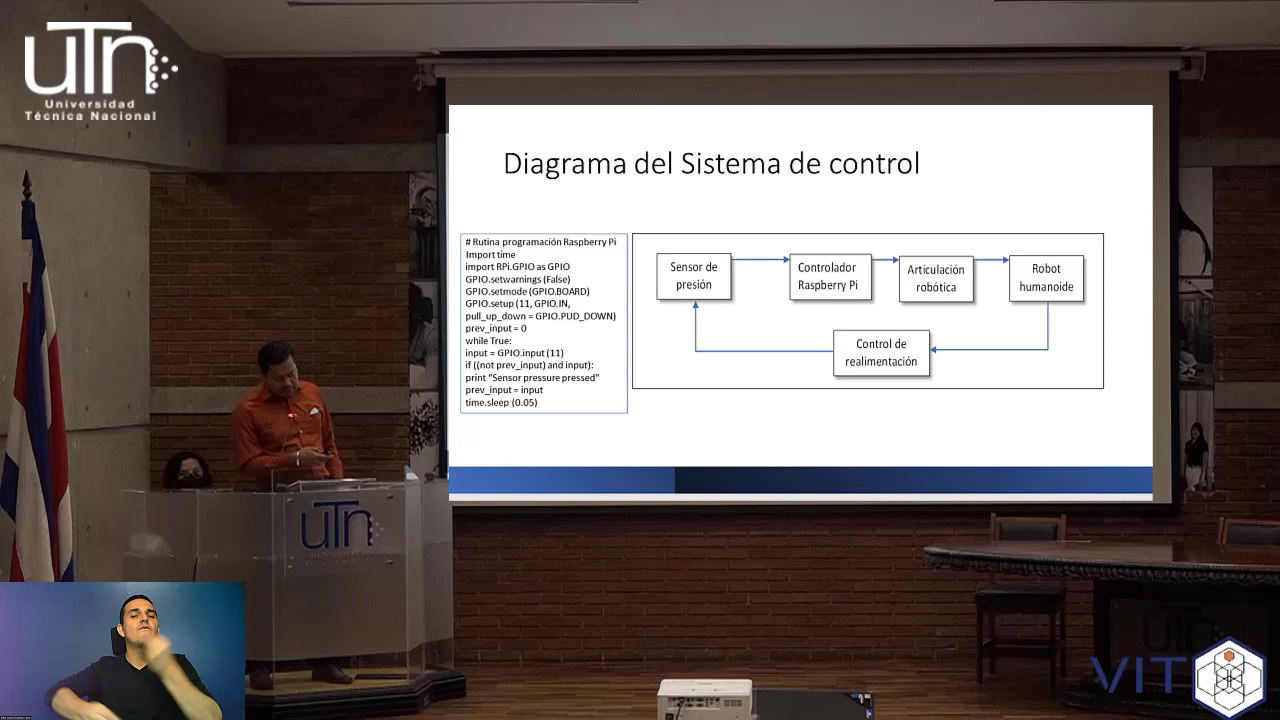 uTn
Universidad
Técnica Nacional
Diagrama del Sistema de control
# Rutina programación Raspberry Pi
Import time
import RPi.GPIO as GPIO
GPIO.setwarnings (False)
GPIO.setmode (GPIO.BOARD)
GPIO.setup (11, GPIO.IN,
pull_up_down = GPIO.PUD_DOWN)
prev_input = 0
while True:
input = GPIO.input (11)
if ((not prev_input) and input):
print “Sensor pressure pressed”
prev_input = input
time.sleep (0.05)
Sensor de
presión
Controlador
Raspberry Pi
Articulación
robótica
Robot
humanoide
Control de
realimentación
uTn
VIT